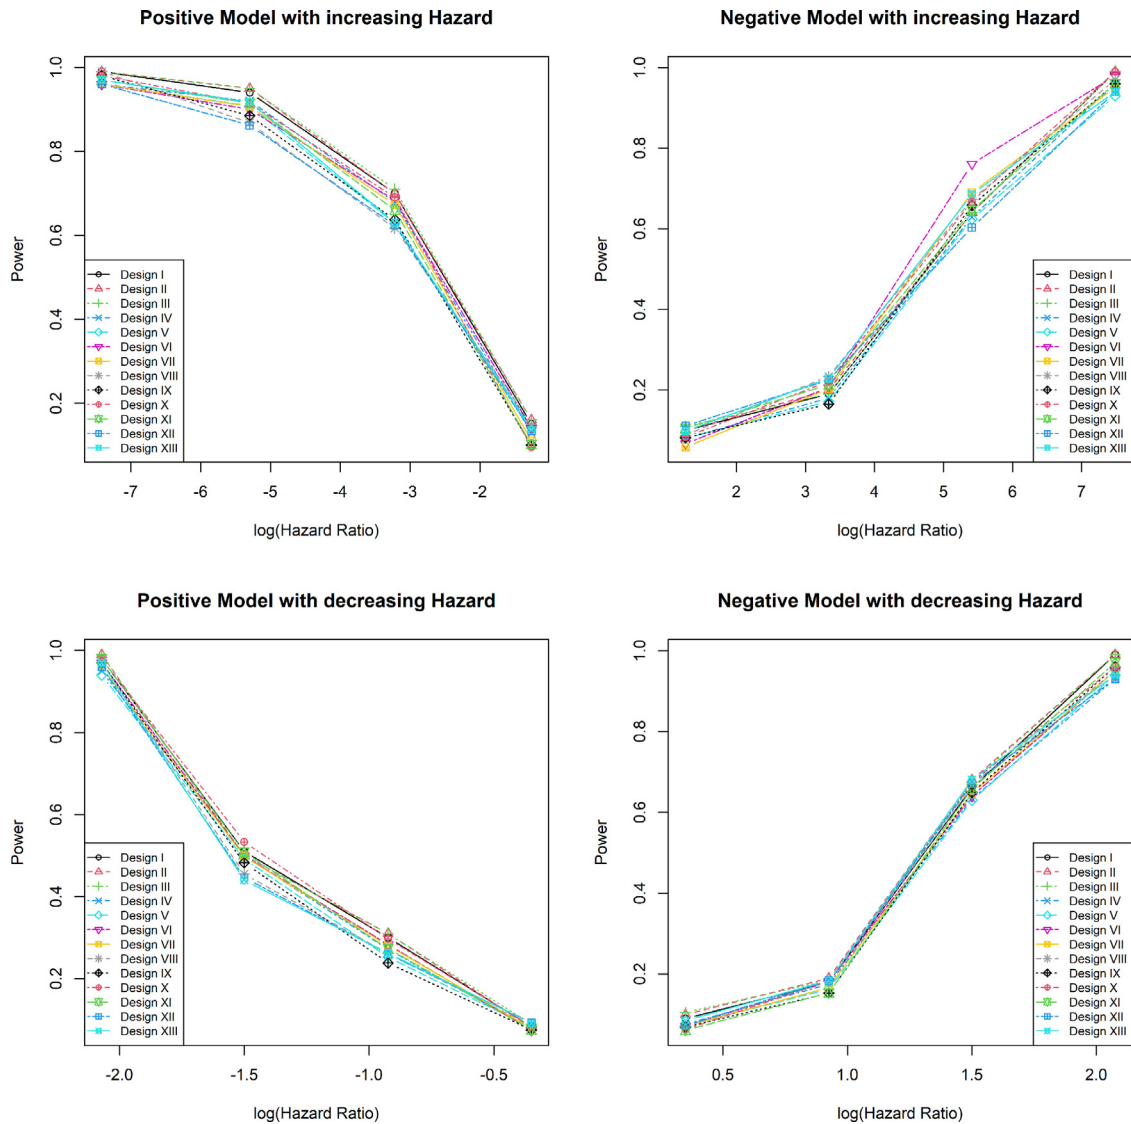 Positive Model with increasing Hazard
Power
1.0
0.8
0.6
0.4
0.2
Design I
Design II
Design III
Design IV
Design V
Design VI
Design VII
Design VIII
Design IX
Design X
Design XI
Design XII
Design XIII
-7 -6 -5 -4 -3 -2
log(Hazard Ratio)
Negative Model with increasing Hazard
Power
1.0
0.8
0.6
0.4
0.2
Design I
Design II
Design III
Design IV
Design V
Design VI
Design VII
Design VIII
Design IX
Design X
Design XI
Design XII
Design XIII
2 3 4 5 6 7
log(Hazard Ratio)
Positive Model with decreasing Hazard
Power
1.0
0.8
0.6
0.4
0.2
Design I
Design II
Design III
Design IV
Design V
Design VI
Design VII
Design VIII
Design IX
Design X
Design XI
Design XII
Design XIII
-2.0 -1.5 -1.0 -0.5
log(Hazard Ratio)
Negative Model with decreasing Hazard
Power
1.0
0.8
0.6
0.4
0.2
Design I
Design II
Design III
Design IV
Design V
Design VI
Design VII
Design VIII
Design IX
Design X
Design XI
Design XII
Design XIII
0.5 1.0 1.5 2.0
log(Hazard Ratio)